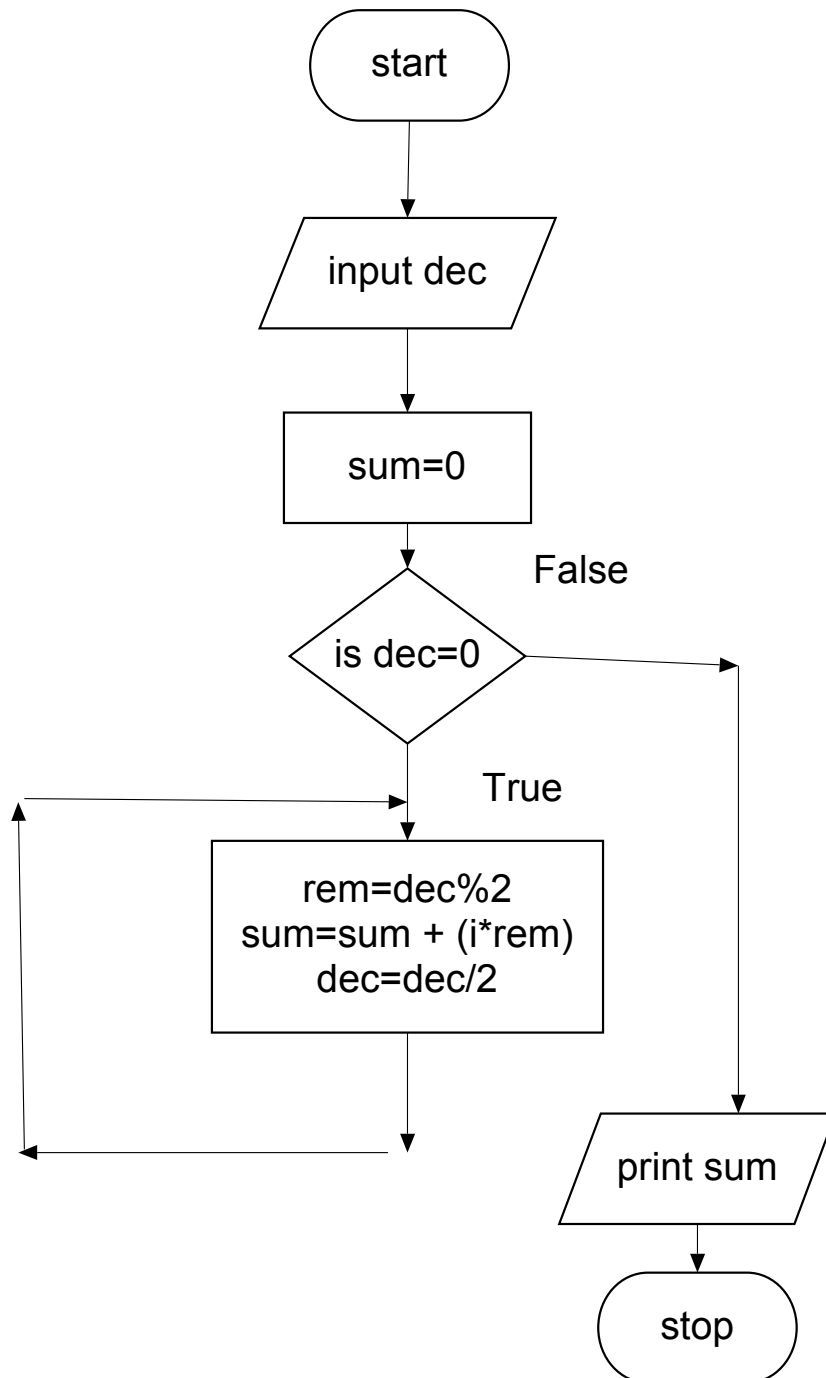 start
input dec
sum=0
False
is dec=0
True
rem=dec%2
sum=sum + (i*rem)
dec=dec/2
print sum
stop